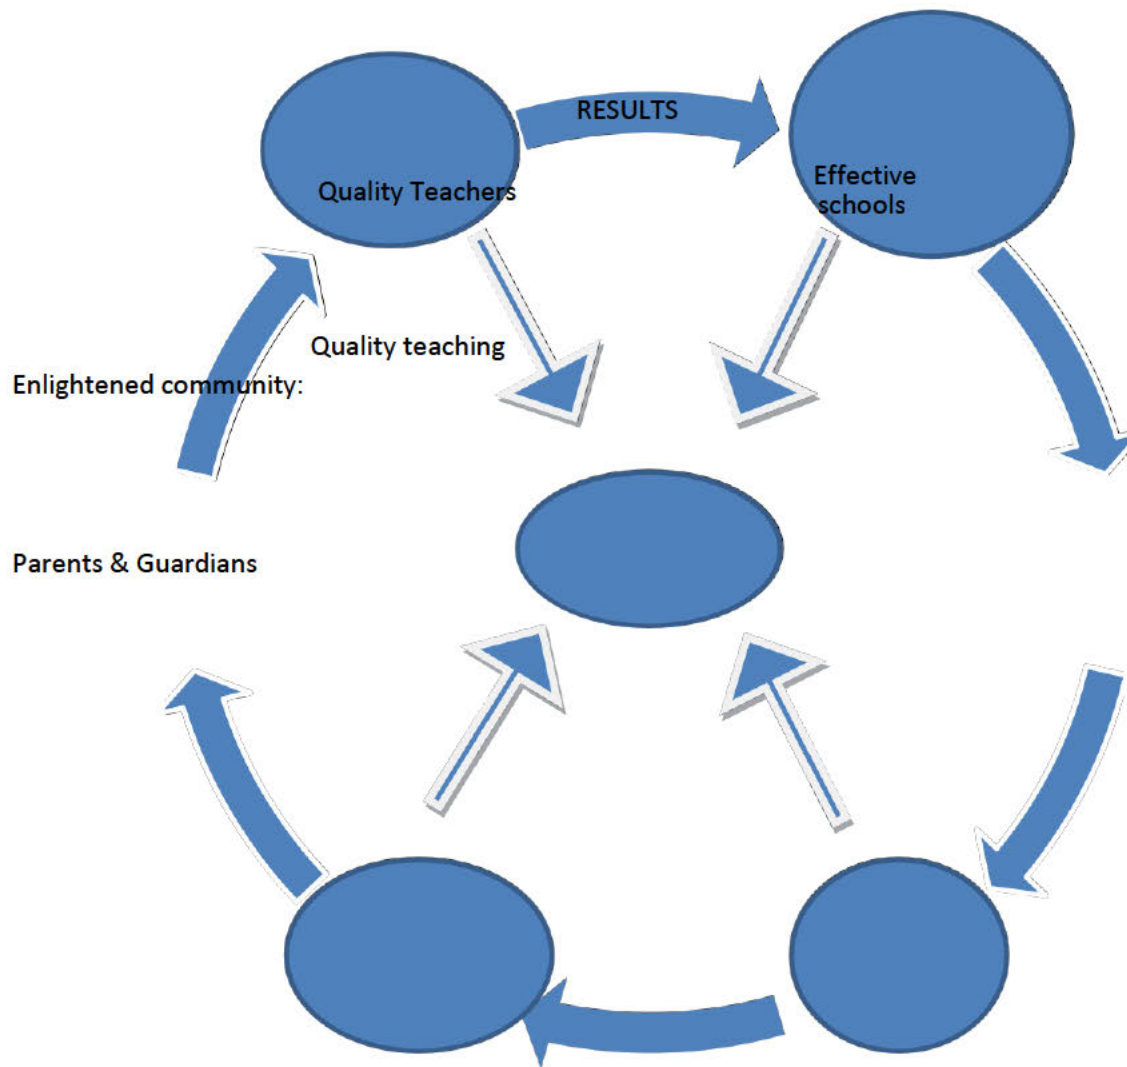 RESULTS
Quality Teachers
Effective
schools
Quality teaching
Enlightened community:
Parents & Guardians